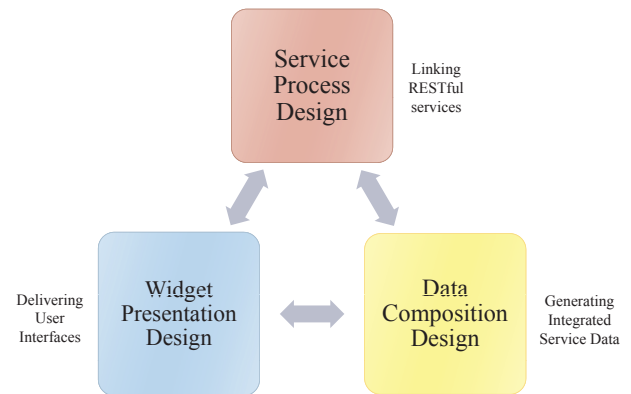 Service
Process
Design
Linking
RESTful
services
Delivering
User
Interfaces
Widget
Presentation
Design
Data
Composition
Design
Generating
Integrated
Service Data